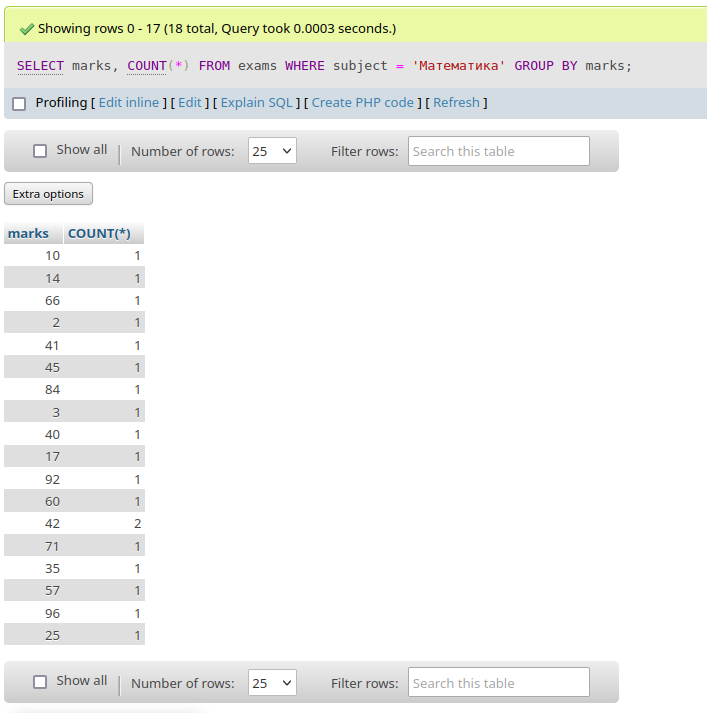 Showing rows 0 - 17 (18 total, Query took 0.0003 seconds.)
SELECT marks, COUNT(*) FROM exams WHERE subject = 'Математика' GROUP BY marks;
Profiling [ Edit inline ] [ Edit ] [ Explain SQL ] [ Create PHP code ] [ Refresh ]
Show all Number of rows: 25 Filter rows: Search this table
Extra options
marks COUNT(*)
10 1
14 1
66 1
2 1
41 1
45 1
84 1
3 1
40 1
17 1
92 1
60 1
42 2
71 1
35 1
57 1
96 1
25 1
Show all Number of rows: 25 Filter rows: Search this table